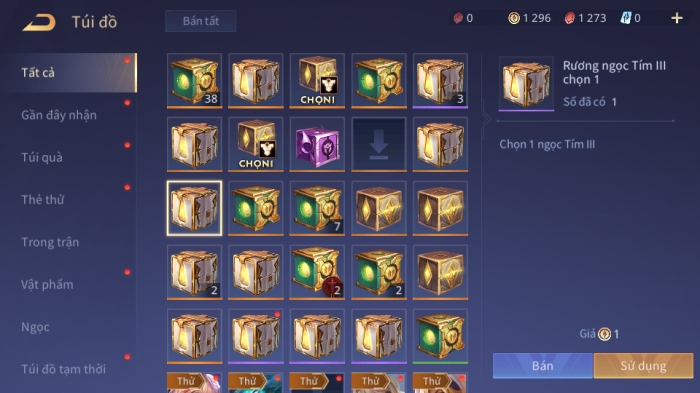 Túi đồ
Bán tất
0
1 296
1 273
0
+
Tất cả
Gần đây nhận
Túi quà
Thẻ thử
Trong trận
Vật phẩm
Ngọc
Túi đồ tạm thời
38
CHỌN1
3
CHỌN1
7
2
2
2
Thử
Thử
Thử
Thử
Thử
Rương ngọc Tím III
chọn 1
Số đã có 1
Chọn 1 ngọc Tím III
Giá 1
Bán
Sử dụng